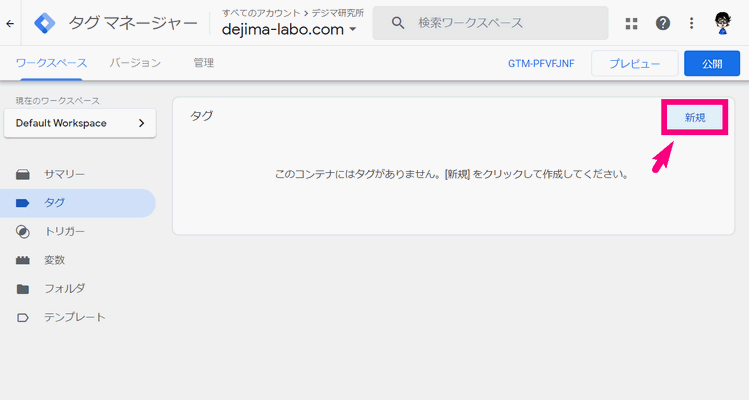 タグ マネージャー
すべてのアカウント > デジマ研究所
dejima-labo.com
検索ワークスペース
ワークスペース
バージョン
管理
GTM-PFVFJNF
プレビュー
公開
現在のワークスペース
Default Workspace
サマリー
タグ
トリガー
変数
フォルダ
テンプレート
タグ
新規
このコンテナにはタグがありません。[新規] をクリックして作成してください。